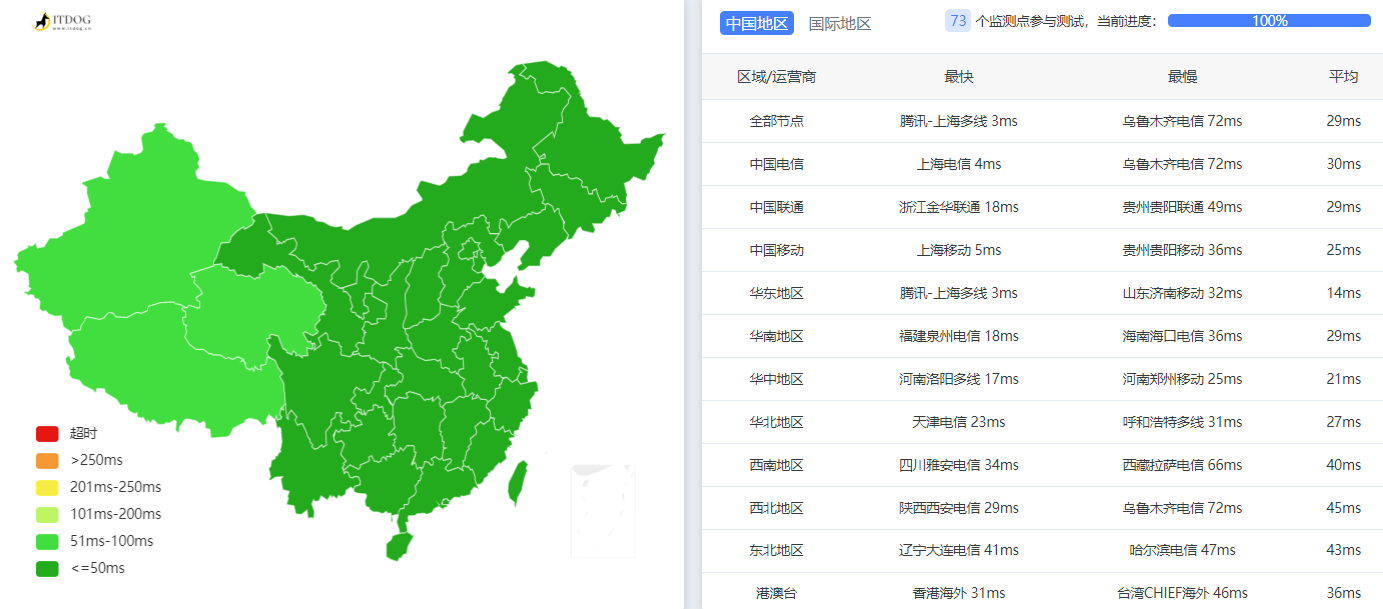 ITDOG
www.itdog.cn
超时
>250ms
201ms-250ms
101ms-200ms
51ms-100ms
<=50ms
中国地区 国际地区 73 个监测点参与测试，当前进度： 100%
区域/运营商 最快 最慢 平均
全部节点 腾讯-上海多线 3ms 乌鲁木齐电信 72ms 29ms
中国电信 上海电信 4ms 乌鲁木齐电信 72ms 30ms
中国联通 浙江金华联通 18ms 贵州贵阳联通 49ms 29ms
中国移动 上海移动 5ms 贵州贵阳移动 36ms 25ms
华东地区 腾讯-上海多线 3ms 山东济南移动 32ms 14ms
华南地区 福建泉州电信 18ms 海南海口电信 36ms 29ms
华中地区 河南洛阳多线 17ms 河南郑州移动 25ms 21ms
华北地区 天津电信 23ms 呼和浩特多线 31ms 27ms
西南地区 四川雅安电信 34ms 西藏拉萨电信 66ms 40ms
西北地区 陕西西安电信 29ms 乌鲁木齐电信 72ms 45ms
东北地区 辽宁大连电信 41ms 哈尔滨电信 47ms 43ms
港澳台 香港海外 31ms 台湾CHIEF海外 46ms 36ms